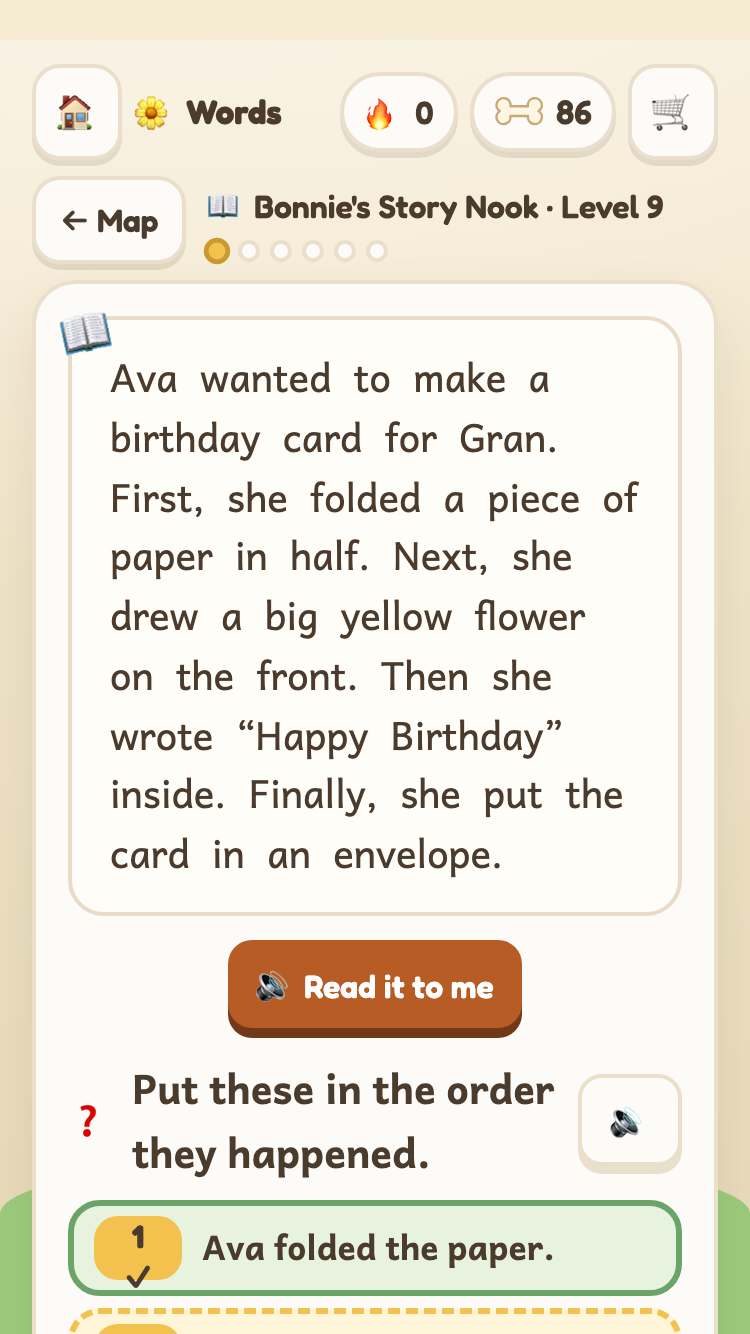 Words
0
86
← Map
Bonnie's Story Nook · Level 9
Ava wanted to make a
birthday card for Gran.
First, she folded a piece of
paper in half. Next, she
drew a big yellow flower
on the front. Then she
wrote “Happy Birthday”
inside. Finally, she put the
card in an envelope.
Read it to me
❓ Put these in the order
they happened.
1 ✓ Ava folded the paper.